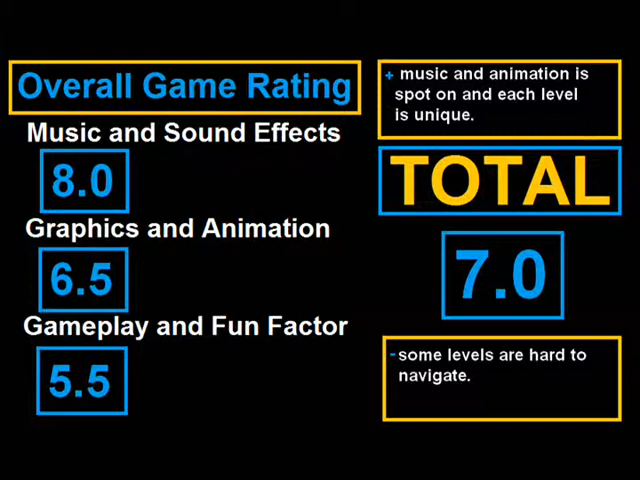 Overall Game Rating
Music and Sound Effects
8.0
Graphics and Animation
6.5
Gameplay and Fun Factor
5.5
+ music and animation is
spot on and each level
is unique.
TOTAL
7.0
-some levels are hard to
navigate.